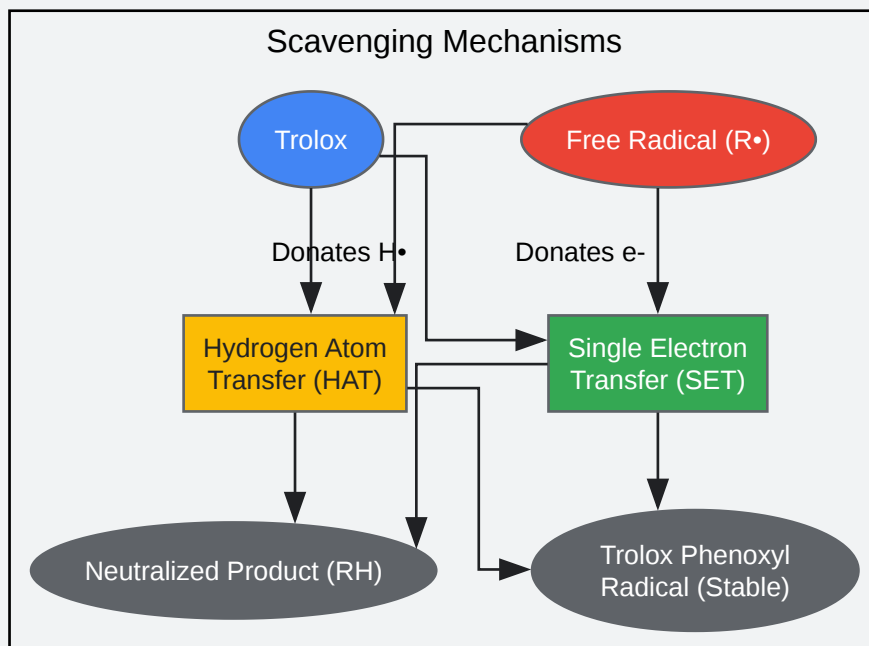 Scavenging Mechanisms
Trolox
Free Radical (R•)
Donates H•
Donates e-
Hydrogen Atom
Transfer (HAT)
Single Electron
Transfer (SET)
Neutralized Product (RH)
Trolox Phenoxyl
Radical (Stable)